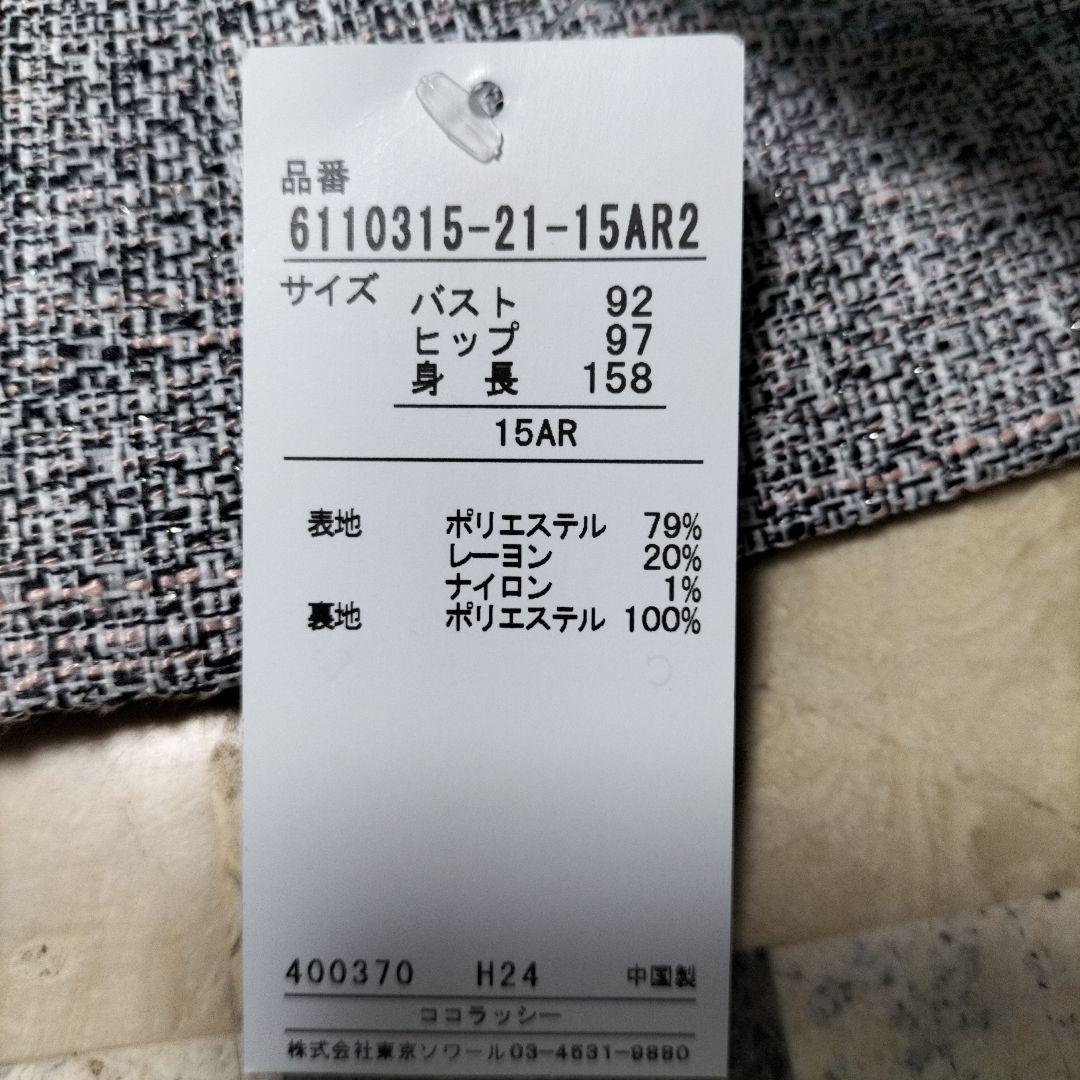 品番
6110315-21-15AR2
サイズ
バスト 92
ヒップ 97
身 長 158
15AR
表地 ポリエステル 79%
レーヨン 20%
ナイロン 1%
裏地 ポリエステル 100%
400370 H24 中国製
ココラッシー
株式会社東京ソワール03-4531-9880